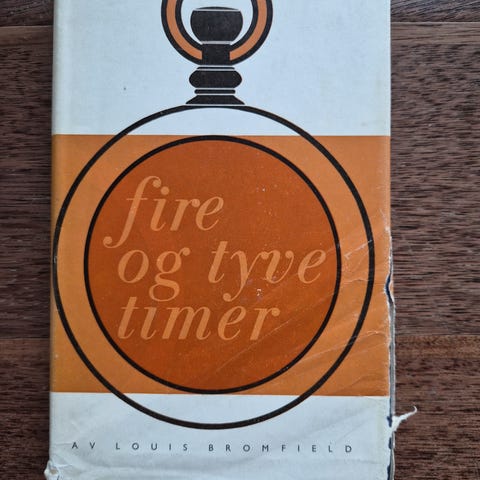 fire
og tyve
timer
AV LOUIS BROMFIELD